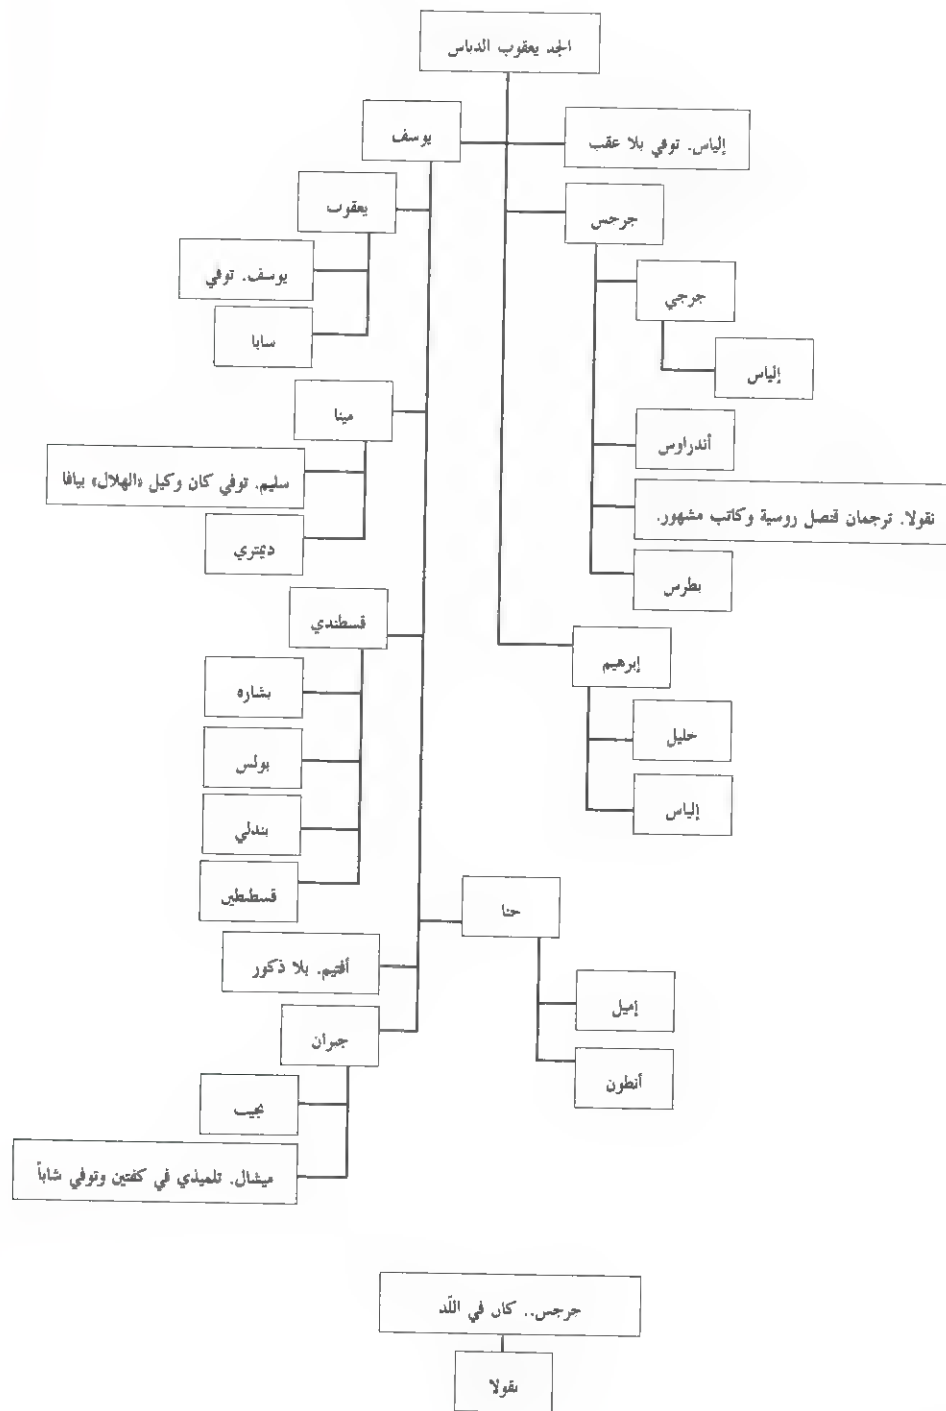 الجد يعقوب الدباس
إلياس. توفي بلا عقب
يوسف
جرجس
يعقوب
جرجي
يوسف. توفي
سابا
إلياس
مينا
أندراوس
سليم. توفي كان وكيل «الهلال» بيافا
نقولا. ترجمان قنصل روسية وكاتب مشهور.
ديمتري
بطرس
قسطندي
إبرهيم
بشاره
خليل
بولس
إلياس
بندلي
قسطنطين
حنا
أفتيم. بلا ذكور
إميل
جبران
أنطون
نجيب
ميشال. تلميذي في كفتين وتوفي شاباً
جرجس.. كان في اللّد
نقولا